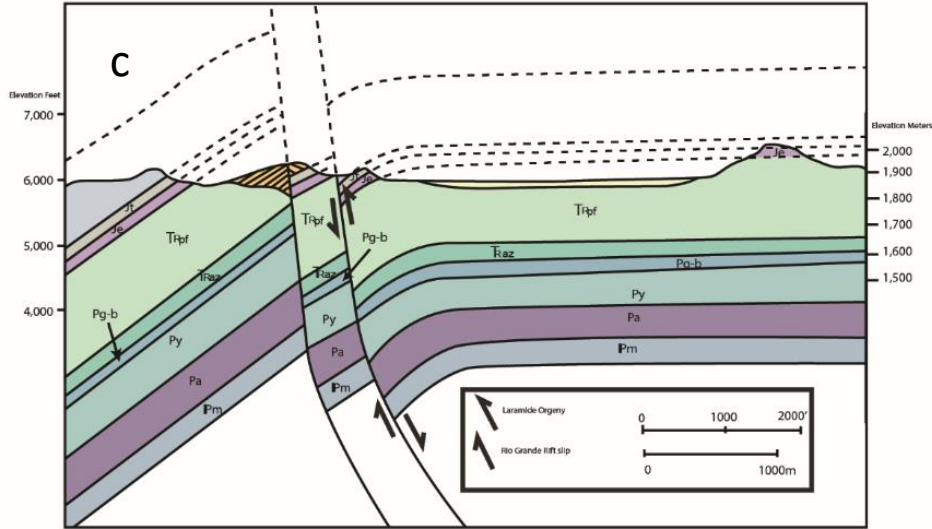 C
Elevation Feet
7,000
6,000
5,000
4,000
Elevation Meters
2,000
1,900
1,800
1,700
1,600
1,500
Je
Jt
Je
TRpf
TRaz
Pg-b
Py
Pa
IPm
Jt
Je
TRpf
Pg-b
TRaz
Py
Pa
IPm
TRpf
TRaz
Pg-b
Py
Pa
IPm
Laramide Orgeny
Rio Grande Rift slip
0 1000 2000'
0 1000m